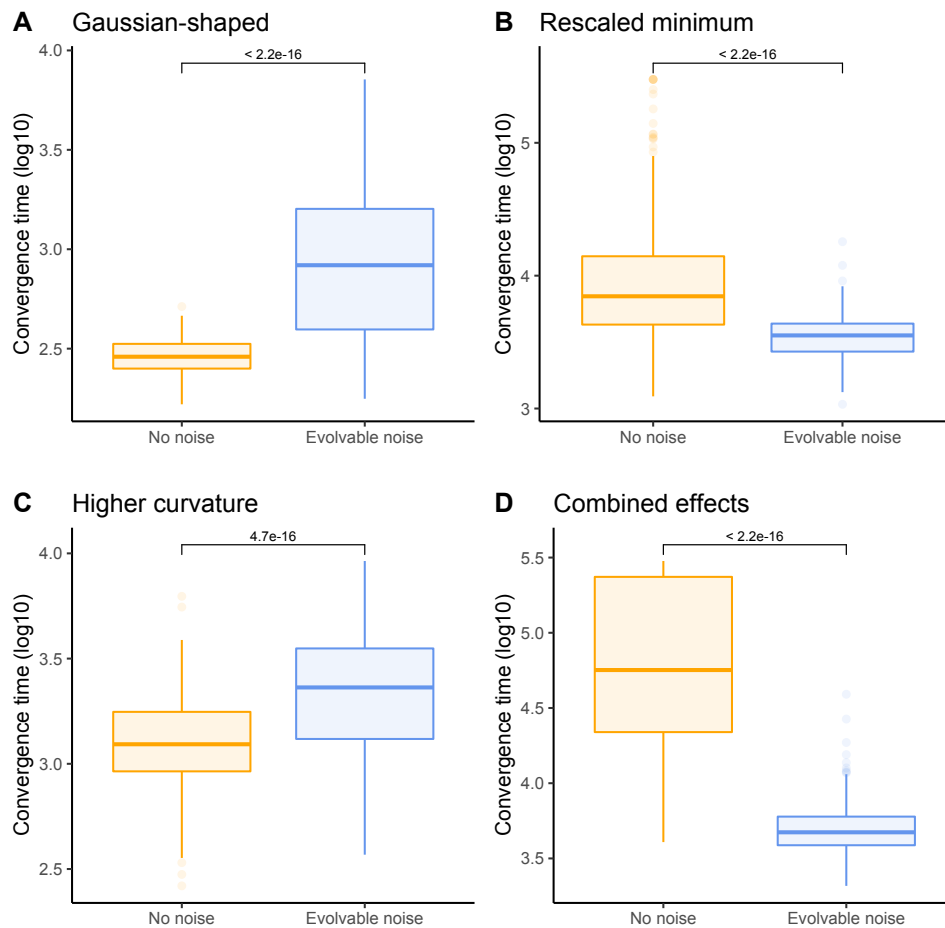 A Gaussian-shaped
Convergence time (log10)
4.0
3.5
3.0
2.5
< 2.2e-16
No noise Evolvable noise
B Rescaled minimum
Convergence time (log10)
5
4
3
< 2.2e-16
No noise Evolvable noise
C Higher curvature
Convergence time (log10)
4.0
3.5
3.0
2.5
4.7e-16
No noise Evolvable noise
D Combined effects
Convergence time (log10)
5.5
5.0
4.5
4.0
3.5
< 2.2e-16
No noise Evolvable noise